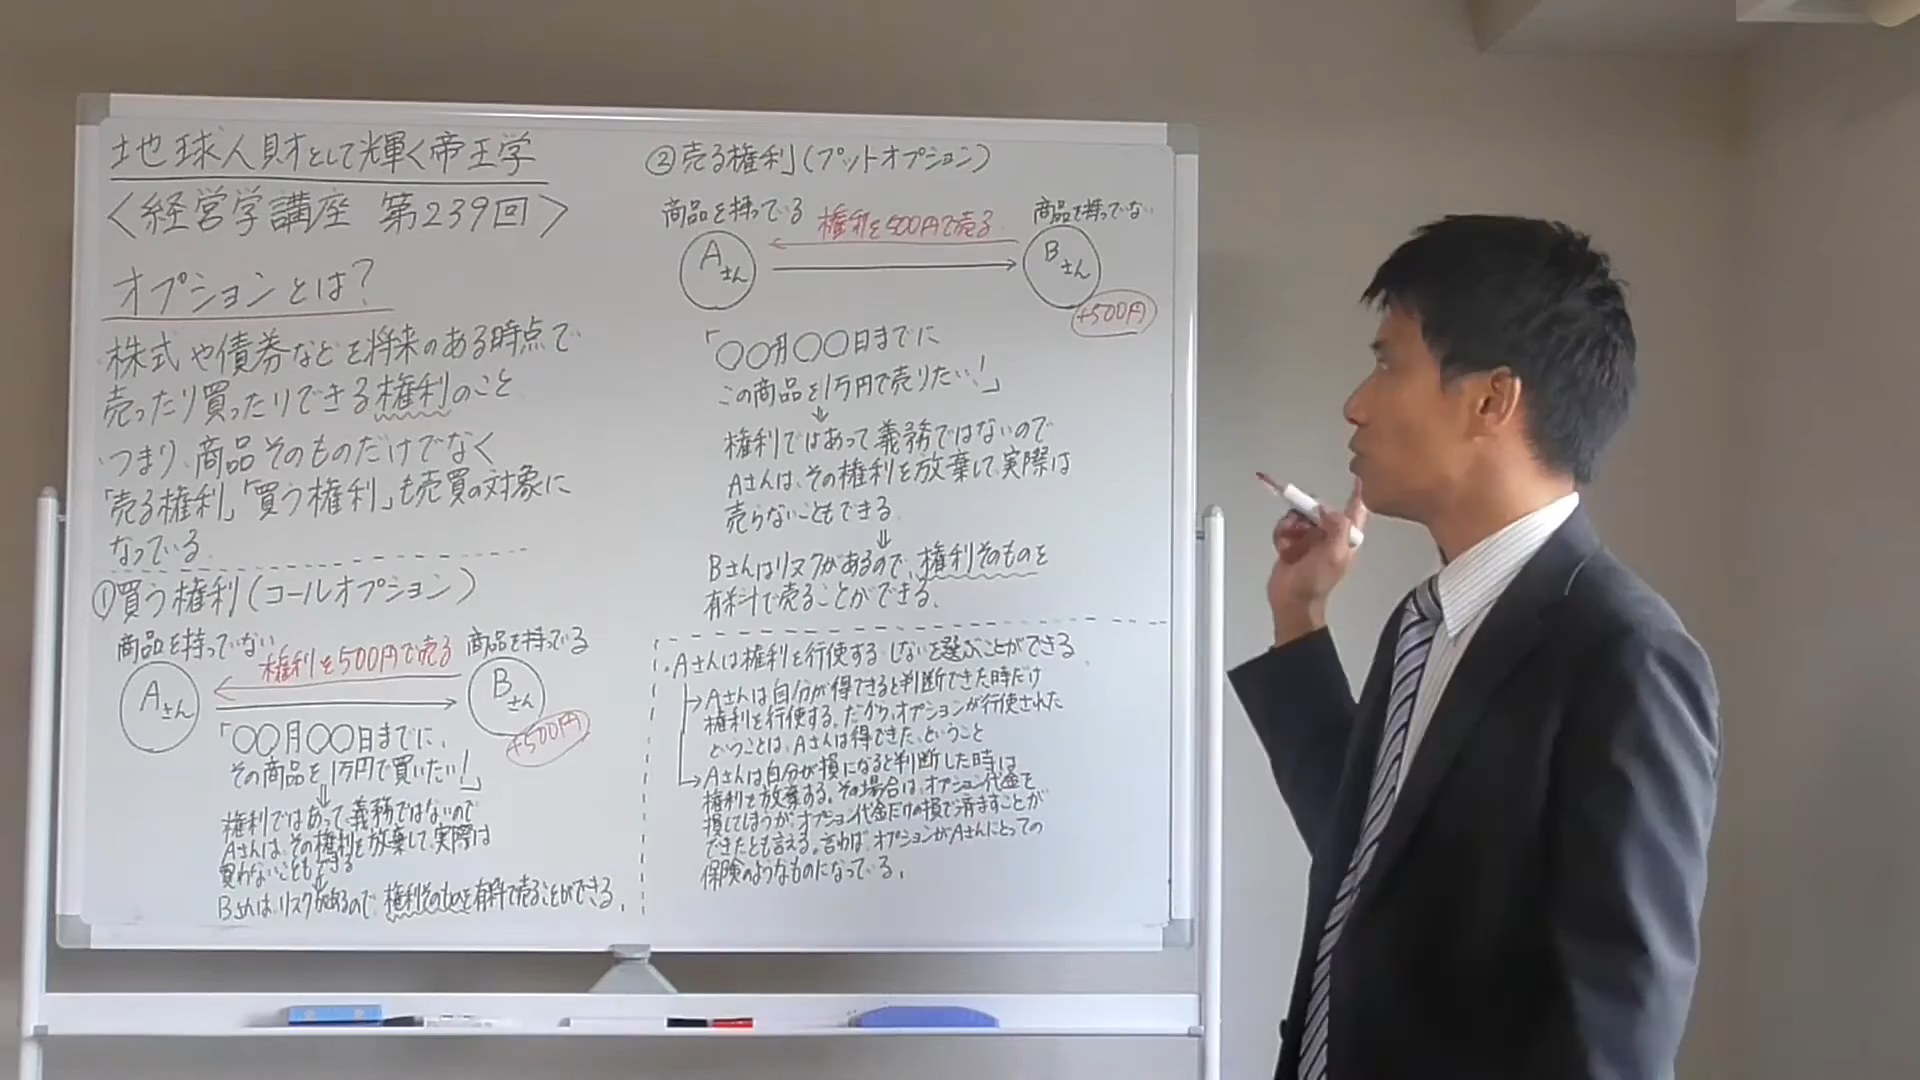 地球人財として輝く帝王学
〈経営学講座 第239回〉
オプションとは?
株式や債券などを将来のある時点で
売ったり買ったりできる権利のこと
つまり、商品そのものだけでなく
「売る権利」「買う権利」も売買の対象に
なっている。
①買う権利(コールオプション)
商品を持っていない
権利を500円で売る
商品を持っている
Aさん
Bさん
+500円
「〇〇月〇〇日までに、
その商品を1万円で買いたい!」
⇓
権利ではあって義務ではないので
Aさんは、その権利を放棄して、実際は
買わないこともできる
↓
Bさんは、リスクがあるので、権利そのものを有料で売ることができる。
②売る権利(プットオプション)
商品を持っている
権利を500円で売る
商品を持っていない
Aさん
Bさん
+500円
「〇〇月〇〇日までに
この商品を1万円で売りたい!」
⇓
権利ではあって義務ではないので
Aさんは、その権利を放棄して、実際は
売らないこともできる
⇓
Bさんはリスクがあるので、権利そのものを
有料で売ることができる。
・Aさんは権利を行使する しないを選ぶことができる
→Aさんは自分が得できると判断できた時だけ
権利を行使する。だから、オプションが行使された
ということは、Aさんは得できた、ということ
→Aさんは自分が損になると判断した時は
権利を放棄する。その場合は、オプション代金を
損してしまうが、オプション代金だけの損で済ますことが
できたとも言える。言わば、オプションがAさんにとっての
保険のようなものになっている。